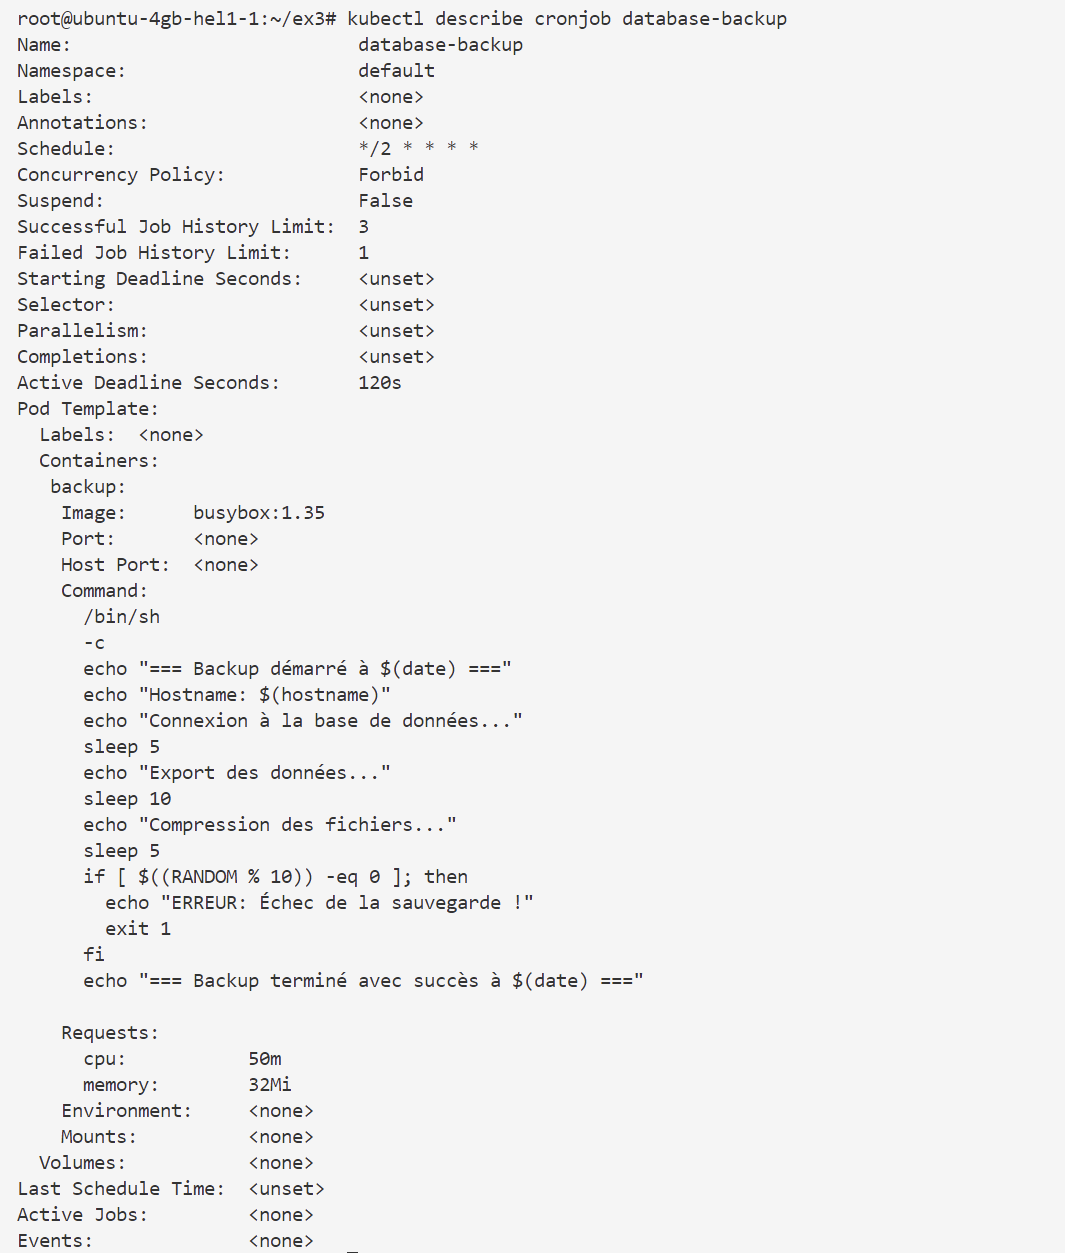 root@ubuntu-4gb-hel1-1:~/ex3# kubectl describe cronjob database-backup
Name:                          database-backup
Namespace:                     default
Labels:                        <none>
Annotations:                   <none>
Schedule:                      */2 * * * *
Concurrency Policy:            Forbid
Suspend:                       False
Successful Job History Limit:  3
Failed Job History Limit:      1
Starting Deadline Seconds:     <unset>
Selector:                      <unset>
Parallelism:                   <unset>
Completions:                   <unset>
Active Deadline Seconds:       120s
Pod Template:
  Labels:  <none>
  Containers:
   backup:
    Image:      busybox:1.35
    Port:       <none>
    Host Port:  <none>
    Command:
      /bin/sh
      -c
      echo "=== Backup démarré à $(date) ==="
      echo "Hostname: $(hostname)"
      echo "Connexion à la base de données..."
      sleep 5
      echo "Export des données..."
      sleep 10
      echo "Compression des fichiers..."
      sleep 5
      if [ $((RANDOM % 10)) -eq 0 ]; then
        echo "ERREUR: Échec de la sauvegarde !"
        exit 1
      fi
      echo "=== Backup terminé avec succès à $(date) ==="

    Requests:
      cpu:           50m
      memory:        32Mi
    Environment:     <none>
    Mounts:          <none>
  Volumes:           <none>
Last Schedule Time:  <unset>
Active Jobs:         <none>
Events:              <none>